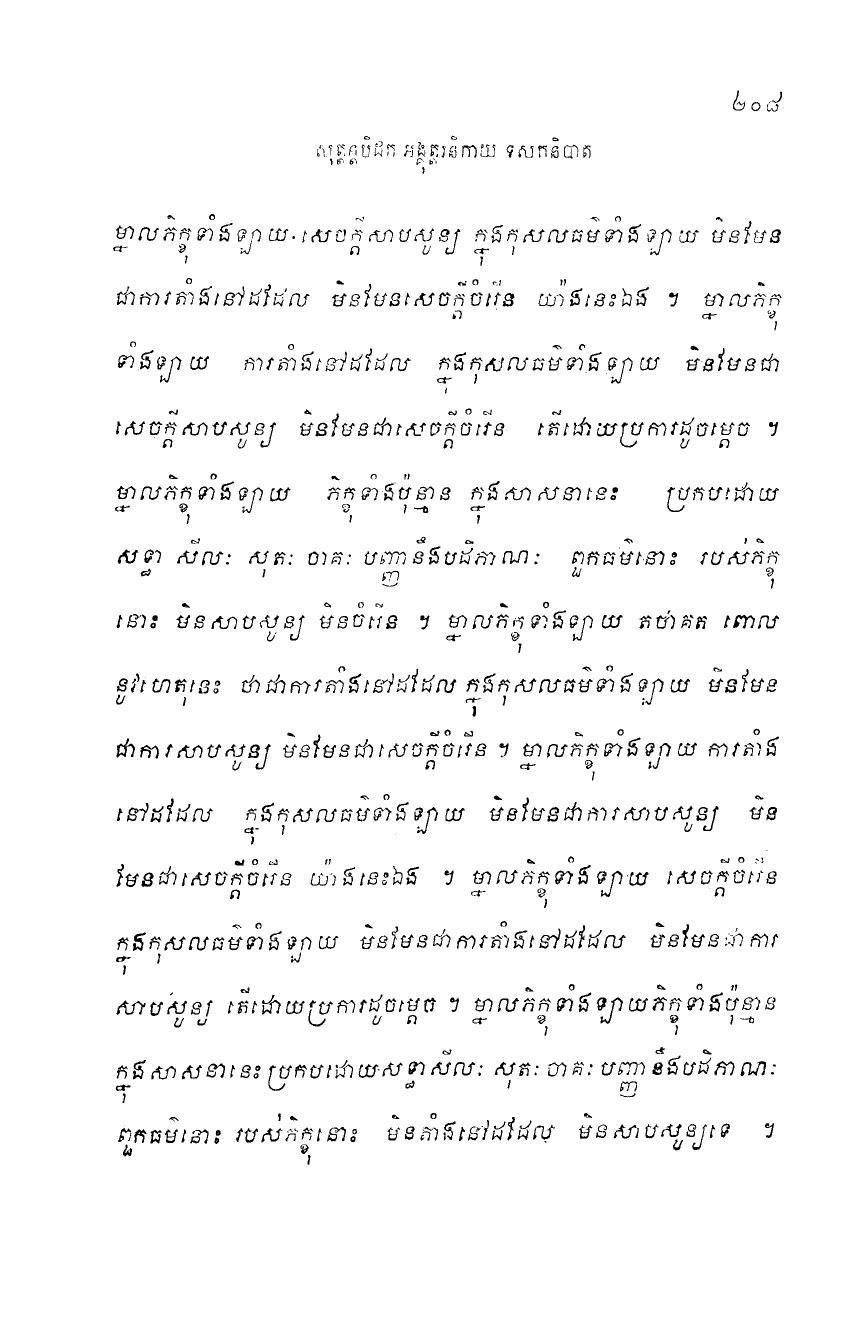 ២០៨
សុត្តន្តបិដក អង្គុត្តរនិកាយ ទសកនិបាត
ម្នាលភិក្ខុទាំងឡាយ សេចក្តីសាបសូន្យ ក្នុងកុសលធម៌ទាំងឡាយ មិនមែន
ជាការតាំងនៅដដែល មិនមែនសេចក្តីចំរើន យ៉ាងនេះឯង ។ ម្នាលភិក្ខុ
ទាំងឡាយ ការតាំងនៅដដែល ក្នុងកុសលធម៌ទាំងឡាយ មិនមែនជា
សេចក្តីសាបសូន្យ មិនមែនជាសេចក្តីចំរើន តើដោយប្រការដូចម្តេច ។
ម្នាលភិក្ខុទាំងឡាយ ភិក្ខុទាំងប៉ុន្មាន ក្នុងសាសនានេះ ប្រកបដោយ
សទ្ធា សីលៈ សុតៈ ចាគៈ បញ្ញានឹងបដិភាណៈ ពួកធម៌នោះ របស់ភិក្ខុ
នោះ មិនសាបសូន្យ មិនចំរើន ។ ម្នាលភិក្ខុទាំងឡាយ តថាគត ពោល
នូវហេតុនេះ ថាជាការតាំងនៅដដែល ក្នុងកុសលធម៌ទាំងឡាយ មិនមែន
ជាការសាបសូន្យ មិនមែនជាសេចក្តីចំរើន ។ ម្នាលភិក្ខុទាំងឡាយ ការតាំង
នៅដដែល ក្នុងកុសលធម៌ទាំងឡាយ មិនមែនជាការសាបសូន្យ មិន
មែនជាសេចក្តីចំរើន យ៉ាងនេះឯង ។ ម្នាលភិក្ខុទាំងឡាយ សេចក្តីចំរើន
ក្នុងកុសលធម៌ទាំងឡាយ មិនមែនជាការតាំងនៅដដែល មិនមែនជាការ
សាបសូន្យ តើដោយប្រការដូចម្តេច ។ ម្នាលភិក្ខុទាំងឡាយភិក្ខុទាំងប៉ុន្មាន
ក្នុងសាសនានេះប្រកបដោយសទ្ធាសីលៈ សុតៈ ចាគៈ បញ្ញា នឹងបដិភាណៈ
ពួកធម៌នោះ របស់ភិក្ខុនោះ មិនតាំងនៅដដែល មិនសាបសូន្យទេ ។